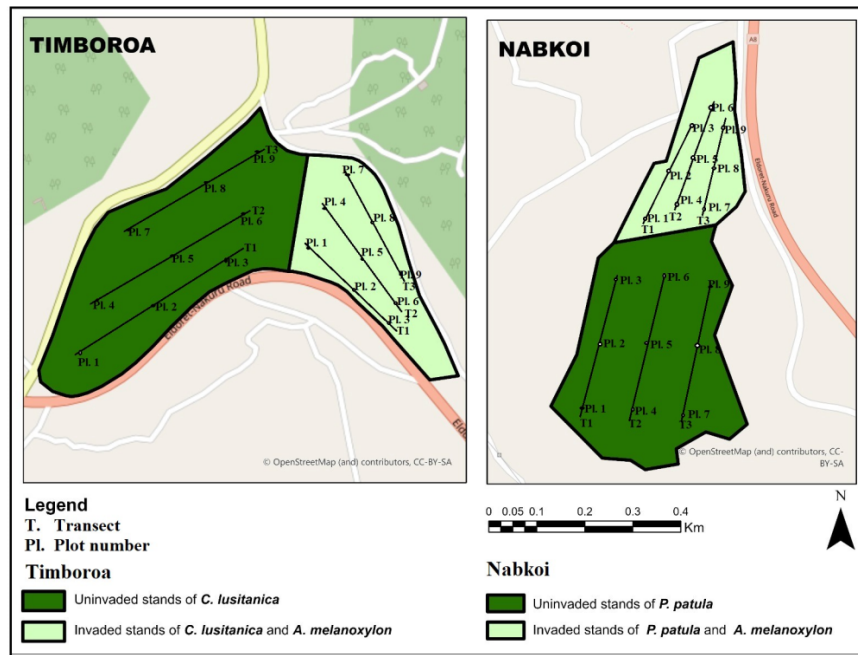 TIMBOROA
T3
Pl. 9
Pl. 8
Pl. 7
T2
Pl. 6
Pl. 5
Pl. 4
T1
Pl. 3
Pl. 2
Pl. 1
Pl. 7
Pl. 4
Pl. 8
Pl. 1
Pl. 5
Pl. 9
T3
Pl. 2
Pl. 6
T2
Pl. 3
T1
Eldoret-Nakuru Road
Eldo
© OpenStreetMap (and) contributors, CC-BY-SA
NABKOI
A8
Pl. 6
Pl. 3
Pl. 9
Pl. 5
Pl. 2
Pl. 8
Pl. 4
Pl. 7
Pl. 1
T1
T2
T3
Eldoret-Nakuru Road
Pl. 3
Pl. 6
Pl. 9
Pl. 2
Pl. 5
Pl. 8
Pl. 1
Pl. 4
Pl. 7
T1
T2
T3
© OpenStreetMap (and) contributors, CC-
BY-SA
Legend
T. Transect
Pl. Plot number
Timboroa
Uninvaded stands of C. lusitanica
Invaded stands of C. lusitanica and A. melanoxylon
0 0.05 0.1 0.2 0.3 0.4
Km
N
Nabkoi
Uninvaded stands of P. patula
Invaded stands of P. patula and A. melanoxylon